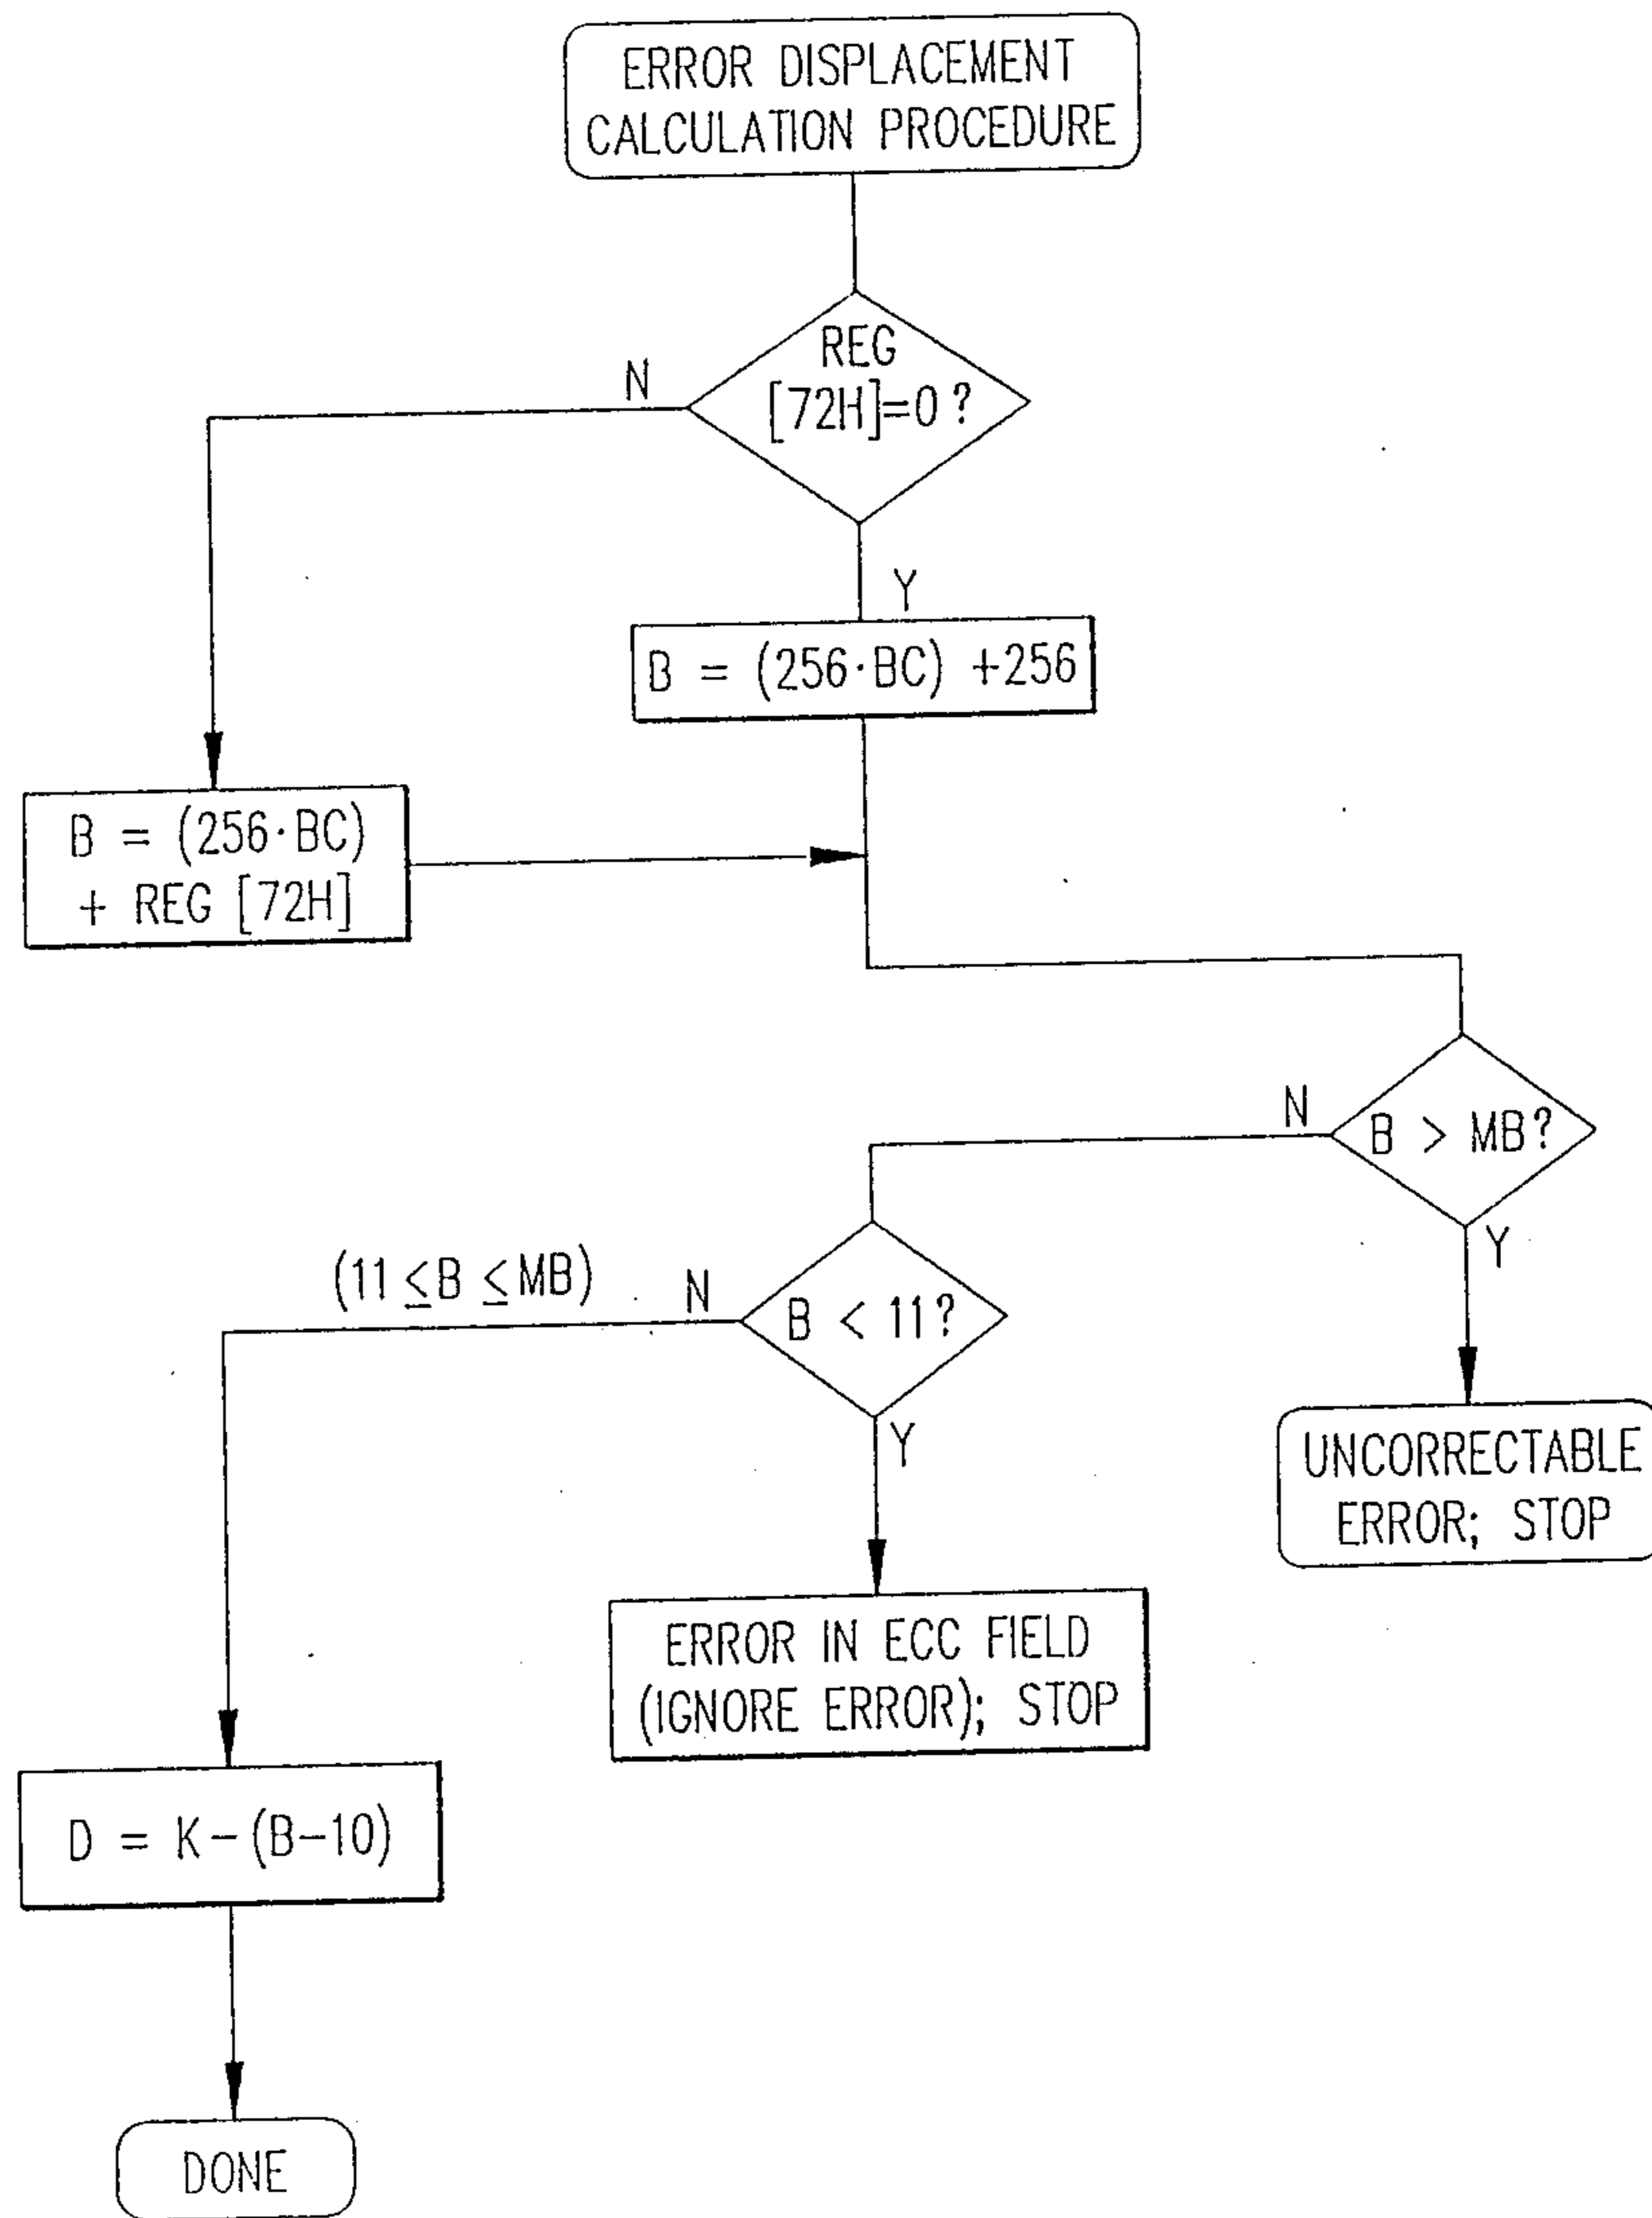 ERROR DISPLACEMENT
CALCULATION PROCEDURE
REG
[72H]=0?
N
Y
B = (256·BC) +256
B = (256·BC)
+ REG [72H]
B > MB?
N
Y
(11 ≤B ≤MB)
N
B < 11?
Y
UNCORRECTABLE
ERROR; STOP
ERROR IN ECC FIELD
(IGNORE ERROR); STOP
D = K-(B-10)
DONE